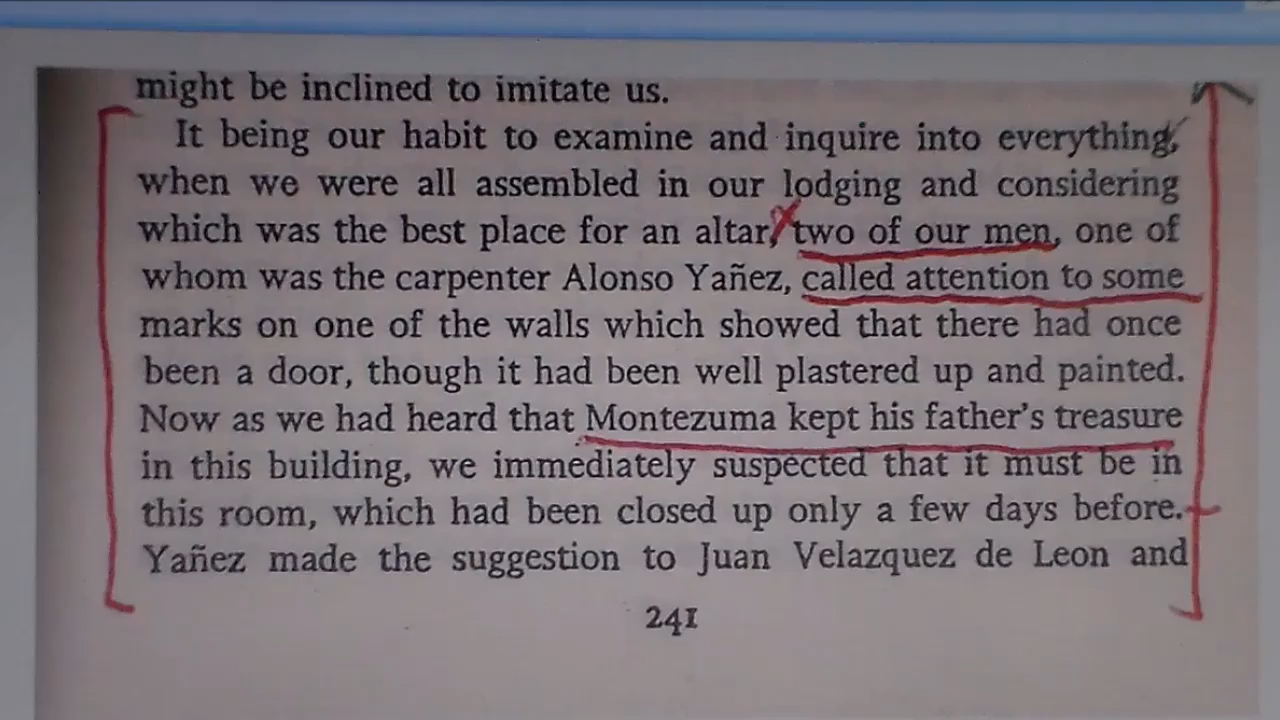 might be inclined to imitate us.
It being our habit to examine and inquire into everything,
when we were all assembled in our lodging and considering
which was the best place for an altar, two of our men, one of
whom was the carpenter Alonso Yañez, called attention to some
marks on one of the walls which showed that there had once
been a door, though it had been well plastered up and painted.
Now as we had heard that Montezuma kept his father's treasure
in this building, we immediately suspected that it must be in
this room, which had been closed up only a few days before.
Yañez made the suggestion to Juan Velazquez de Leon and
241